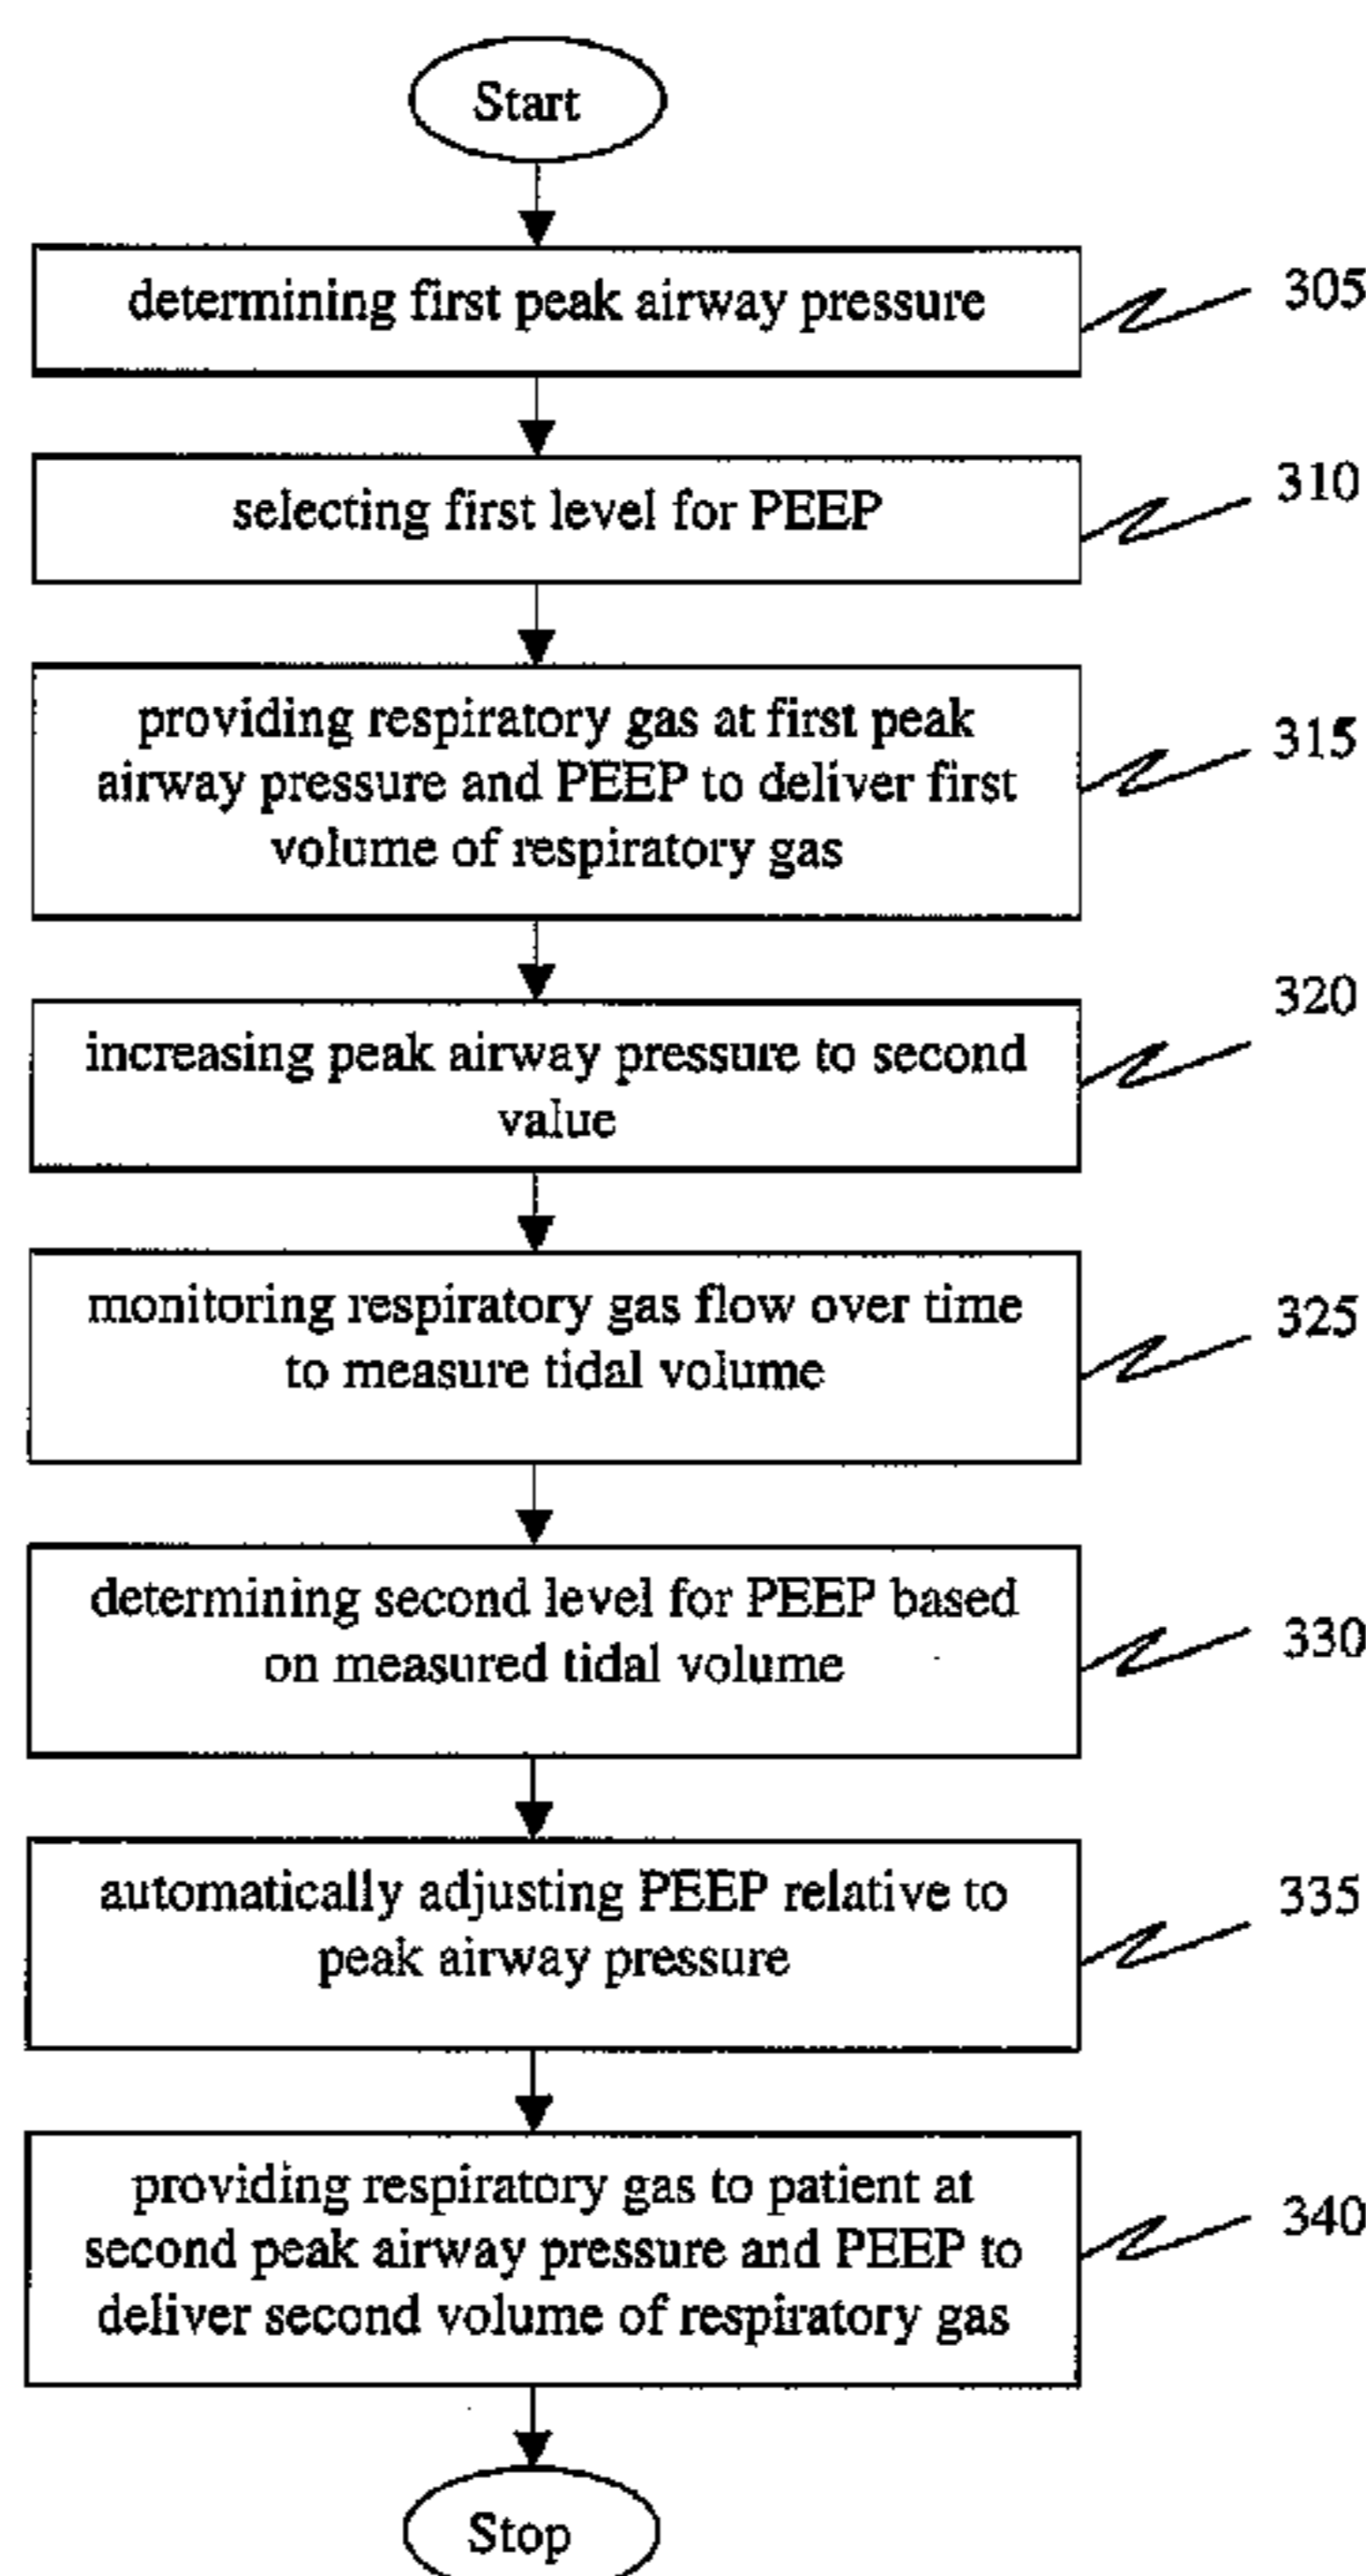 Start
determining first peak airway pressure
305
selecting first level for PEEP
310
providing respiratory gas at first peak
airway pressure and PEEP to deliver first
volume of respiratory gas
315
increasing peak airway pressure to second
value
320
monitoring respiratory gas flow over time
to measure tidal volume
325
determining second level for PEEP based
on measured tidal volume
330
automatically adjusting PEEP relative to
peak airway pressure
335
providing respiratory gas to patient at
second peak airway pressure and PEEP to
deliver second volume of respiratory gas
340
Stop